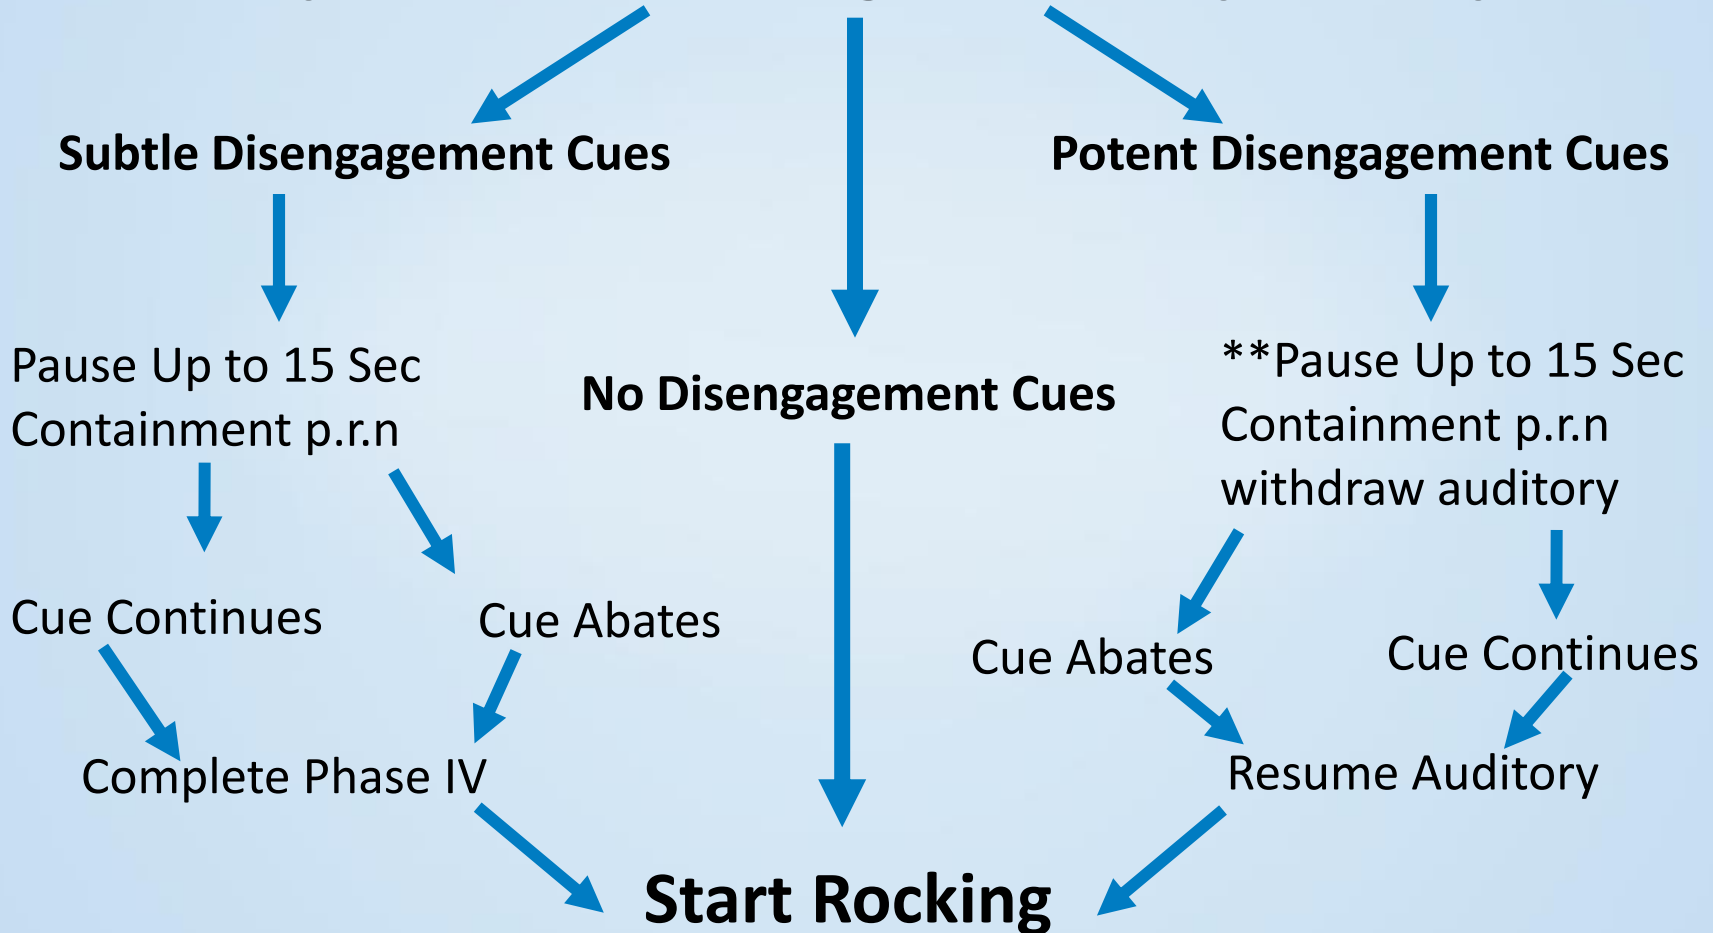 Subtle Disengagement Cues
Potent Disengagement Cues
Pause Up to 15 Sec
Containment p.r.n
No Disengagement Cues
**Pause Up to 15 Sec
Containment p.r.n
withdraw auditory
Cue Continues
Cue Abates
Cue Abates
Cue Continues
Complete Phase IV
Resume Auditory
Start Rocking